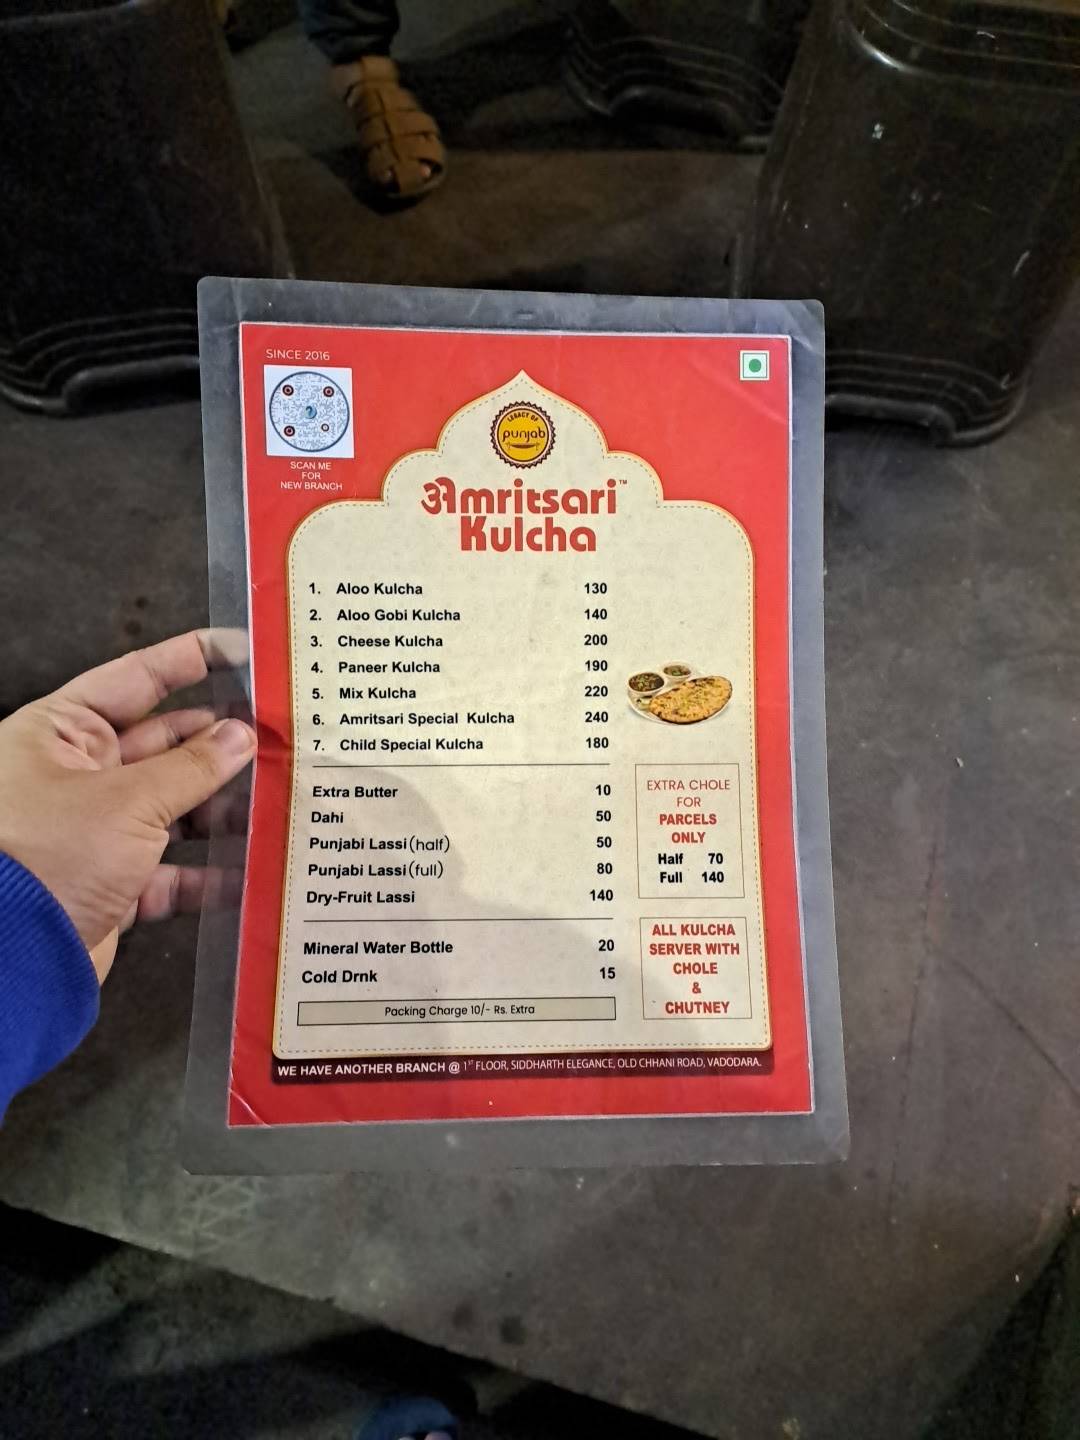 SINCE 2016
SCAN ME
FOR
NEW BRANCH
LEGACY OF
punjab
अmritsari™
Kulcha
1. Aloo Kulcha 130
2. Aloo Gobi Kulcha 140
3. Cheese Kulcha 200
4. Paneer Kulcha 190
5. Mix Kulcha 220
6. Amritsari Special Kulcha 240
7. Child Special Kulcha 180
Extra Butter 10
Dahi 50
Punjabi Lassi (half) 50
Punjabi Lassi (full) 80
Dry-Fruit Lassi 140
Mineral Water Bottle 20
Cold Drnk 15
Packing Charge 10/- Rs. Extra
EXTRA CHOLE
FOR
PARCELS
ONLY
Half 70
Full 140
ALL KULCHA
SERVER WITH
CHOLE
&
CHUTNEY
WE HAVE ANOTHER BRANCH @ 1ST FLOOR, SIDDHARTH ELEGANCE, OLD CHHANI ROAD, VADODARA.